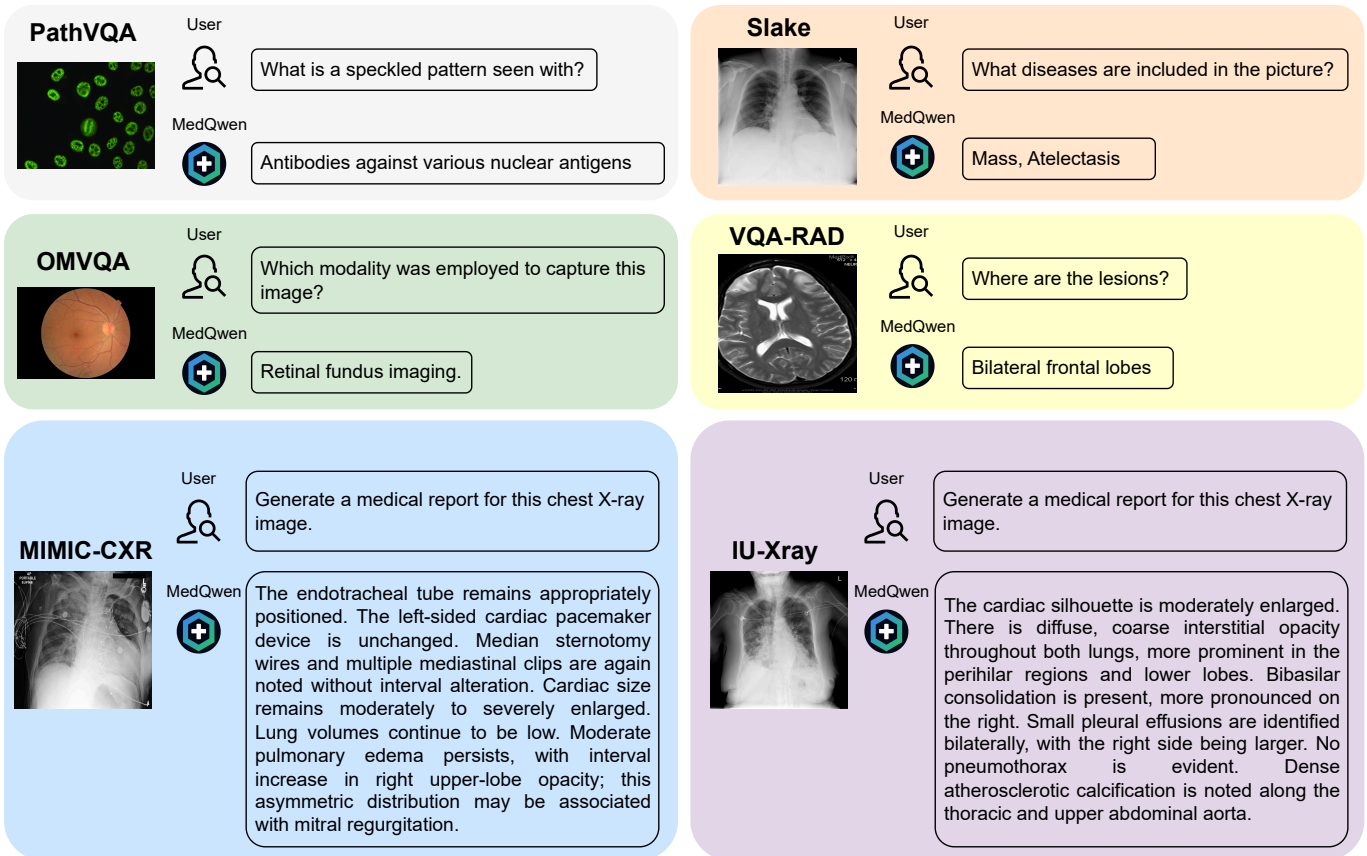 PathVQA
User
What is a speckled pattern seen with?
MedQwen
Antibodies against various nuclear antigens
Slake
User
What diseases are included in the picture?
MedQwen
Mass, Atelectasis
OMVQA
User
Which modality was employed to capture this
image?
MedQwen
Retinal fundus imaging.
VQA-RAD
User
Where are the lesions?
MedQwen
Bilateral frontal lobes
120
MIMIC-CXR
User
Generate a medical report for this chest X-ray
image.
PORTABLE
MedQwen
The endotracheal tube remains appropriately
positioned. The left-sided cardiac pacemaker
device is unchanged. Median sternotomy
wires and multiple mediastinal clips are again
noted without interval alteration. Cardiac size
remains moderately to severely enlarged.
Lung volumes continue to be low. Moderate
pulmonary edema persists, with interval
increase in right upper-lobe opacity; this
asymmetric distribution may be associated
with mitral regurgitation.
IU-Xray
User
Generate a medical report for this chest X-ray
image.
L
MedQwen
The cardiac silhouette is moderately enlarged.
There is diffuse, coarse interstitial opacity
throughout both lungs, more prominent in the
perihilar regions and lower lobes. Bibasilar
consolidation is present, more pronounced on
the right. Small pleural effusions are identified
bilaterally, with the right side being larger. No
pneumothorax is evident. Dense
atherosclerotic calcification is noted along the
thoracic and upper abdominal aorta.